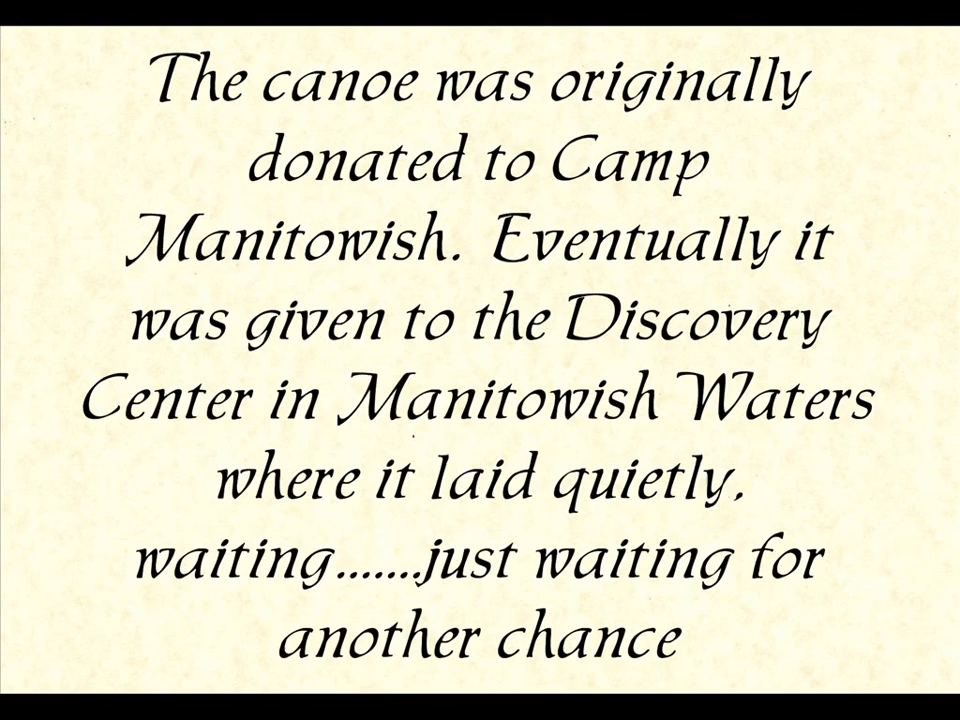 The canoe was originally
donated to Camp
Manitowish. Eventually it
was given to the Discovery
Center in Manitowish Waters
where it laid quietly,
waiting.......just waiting for
another chance